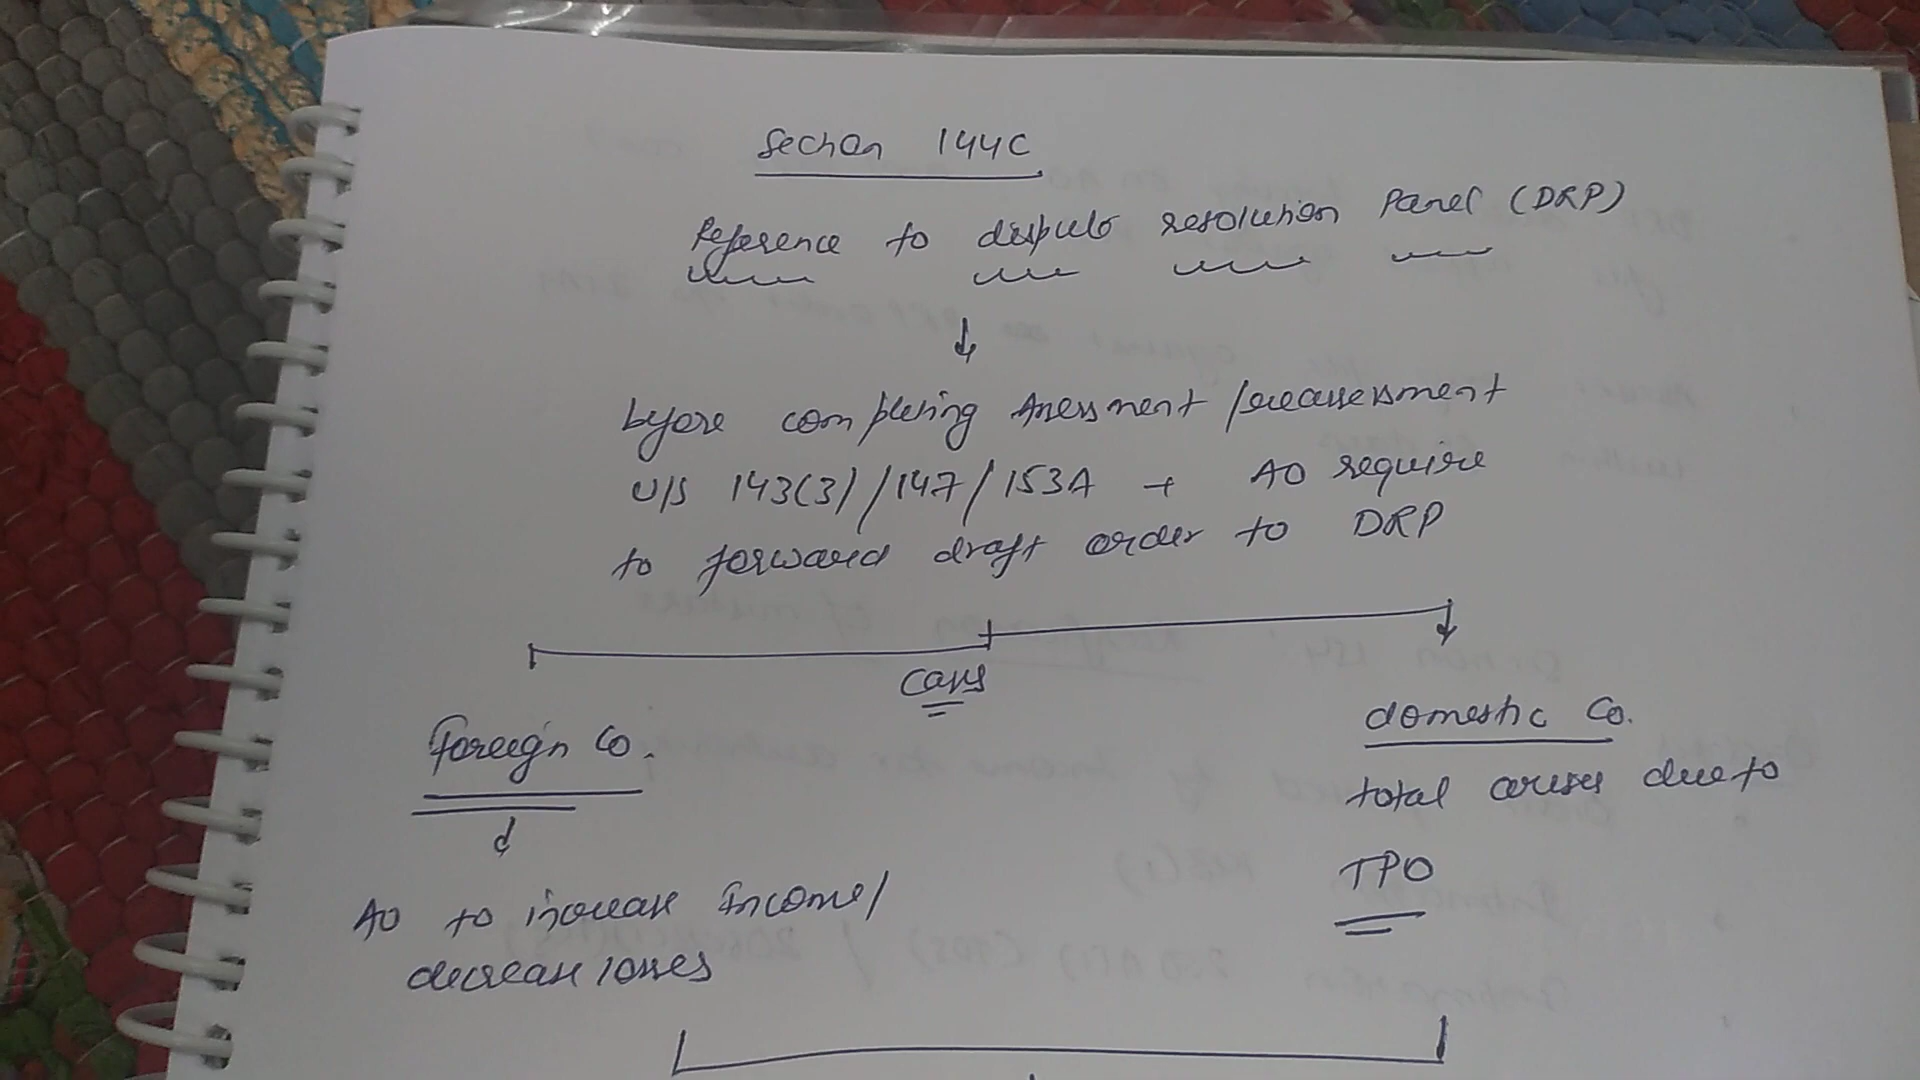 Section 144C
Reference to dispute resolution Panel (DRP)
before completing Assessment / reassessment
U/S 143(3) / 147 / 153A + AO require
to forward draft order to DRP
Cases
foreign Co.
domestic Co.
total arises due to
TPO
AO to increase Income /
decrease losses